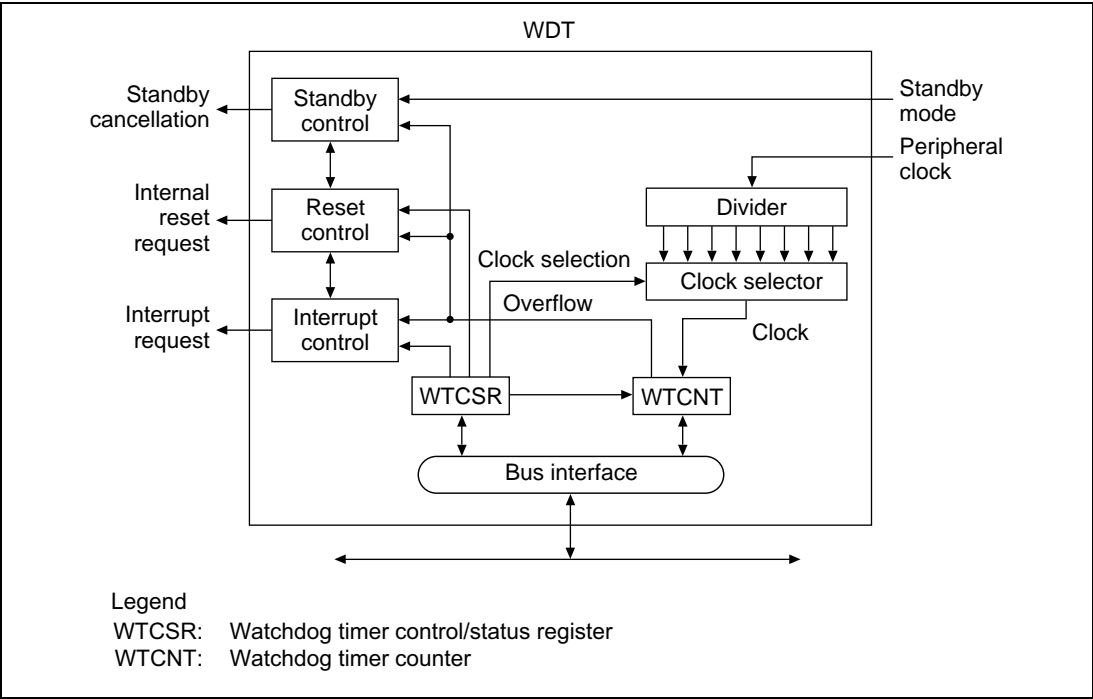 WDT
Standby
cancellation
Standby
control
Standby
mode
Peripheral
clock
Internal
reset
request
Reset
control
Divider
Clock selection
Clock selector
Interrupt
request
Interrupt
control
Overflow
Clock
WTCSR
WTCNT
Bus interface
Legend
WTCSR: Watchdog timer control/status register
WTCNT: Watchdog timer counter